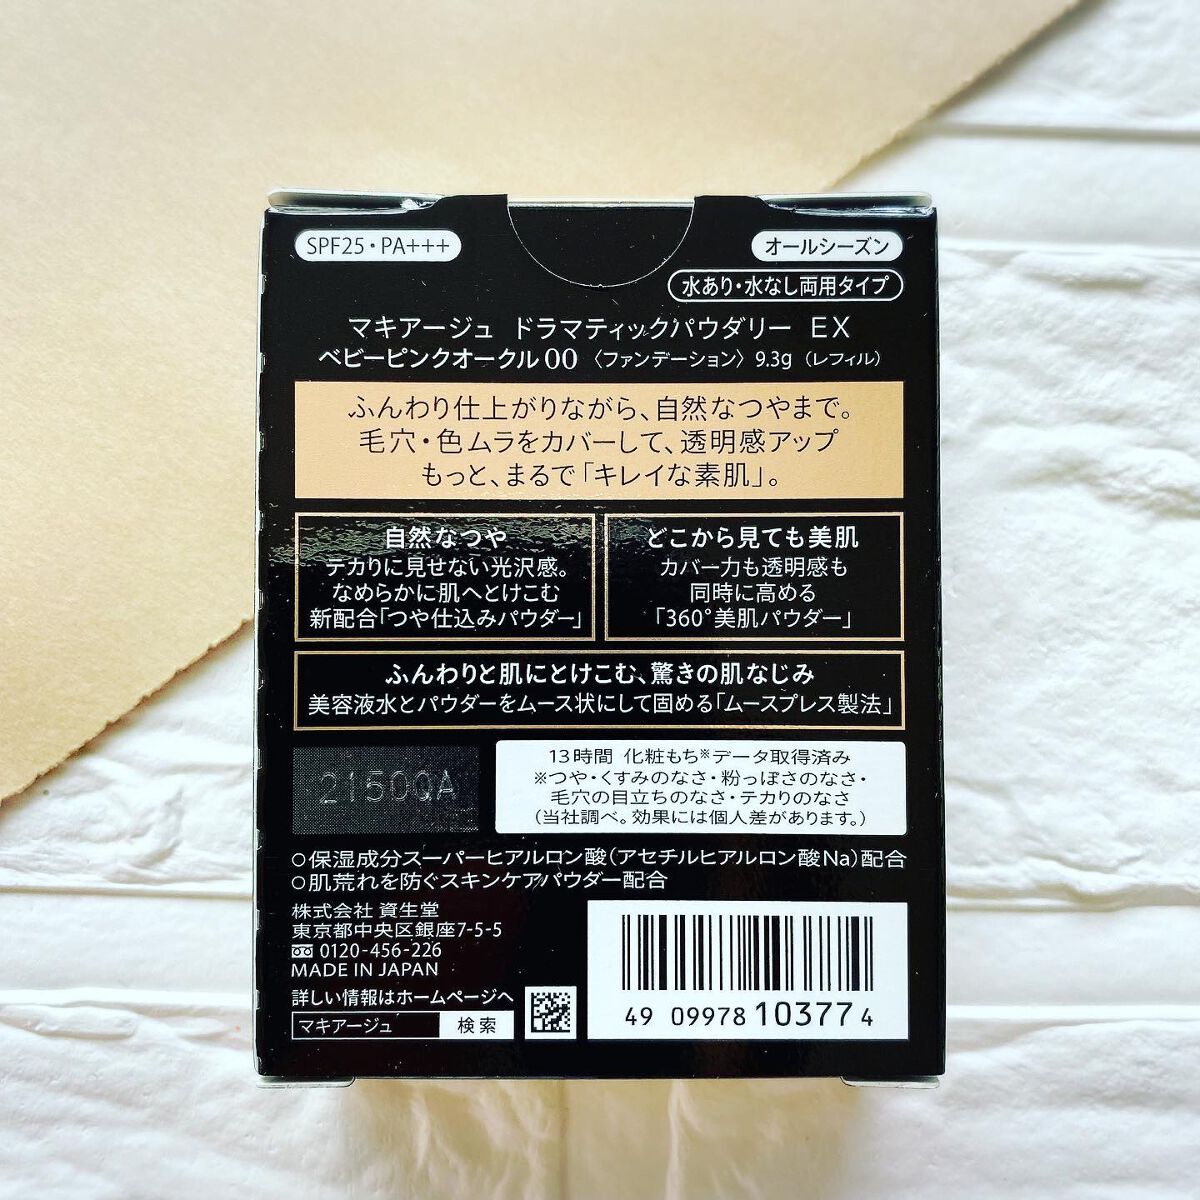 SPF25・PA+++
オールシーズン
水あり・水なし両用タイプ
マキアージュ ドラマティックパウダリー EX
ベビーピンクオークル00 〈ファンデーション〉 9.3g (レフィル)
ふんわり仕上がりながら、自然なつやまで。
毛穴・色ムラをカバーして、透明感アップ
もっと、まるで「キレイな素肌」。
自然なつや
テカりに見せない光沢感。
なめらかに肌へとけこむ
新配合「つや仕込みパウダー」
どこから見ても美肌
カバー力も透明感も
同時に高める
「360°美肌パウダー」
ふんわりと肌にとけこむ、驚きの肌なじみ
美容液水とパウダーをムース状にして固める「ムースプレス製法」
2150QA
13時間 化粧もち※データ取得済み
※つや・くすみのなさ・粉っぽさのなさ・
毛穴の目立ちのなさ・テカりのなさ
(当社調べ。効果には個人差があります。)
○保湿成分スーパーヒアルロン酸(アセチルヒアルロン酸Na)配合
○肌荒れを防ぐスキンケアパウダー配合
株式会社 資生堂
東京都中央区銀座7-5-5
0120-456-226
MADE IN JAPAN
詳しい情報はホームページへ
マキアージュ 検索
49 09978 103774